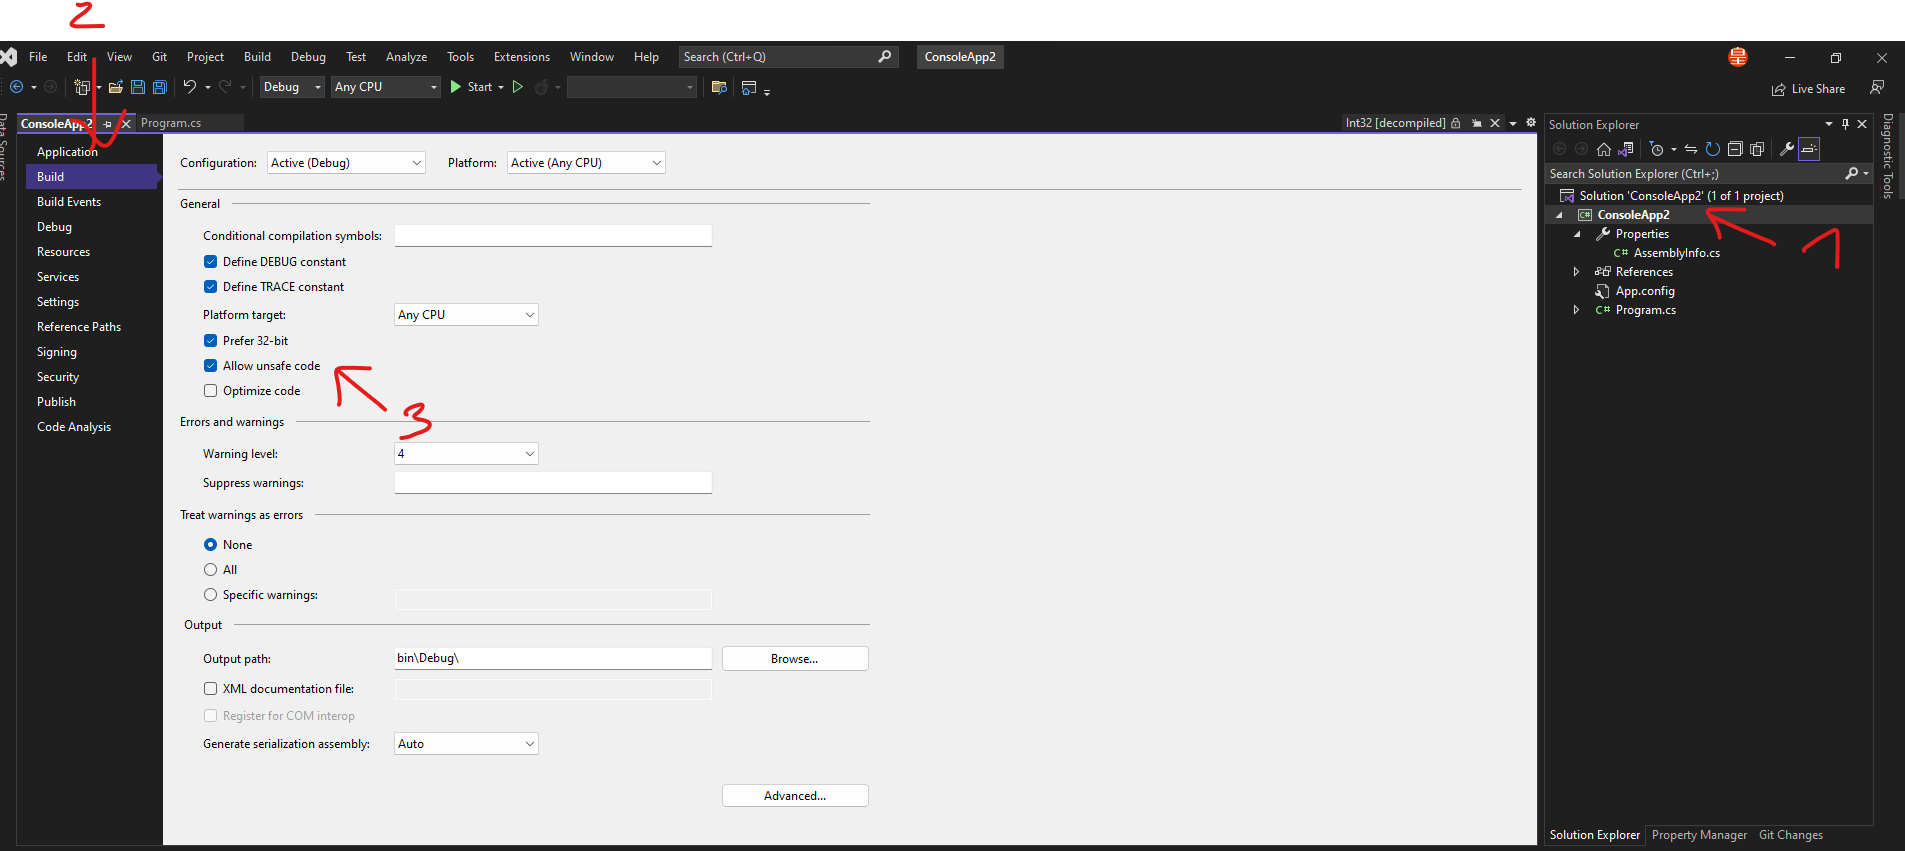 2
File Edit View Git Project Build Debug Test Analyze Tools Extensions Window Help Search (Ctrl+Q) ConsoleApp2
Debug Any CPU Start Live Share
ConsoleApp2 Program.cs Int32 [decompiled]
Data Sources
Application
Build
Build Events
Debug
Resources
Services
Settings
Reference Paths
Signing
Security
Publish
Code Analysis
Configuration: Active (Debug) Platform: Active (Any CPU)
General
Conditional compilation symbols:
Define DEBUG constant
Define TRACE constant
Platform target: Any CPU
Prefer 32-bit
Allow unsafe code
Optimize code
3
Errors and warnings
Warning level: 4
Suppress warnings:
Treat warnings as errors
None
All
Specific warnings:
Output
Output path: bin\Debug\ Browse...
XML documentation file:
Register for COM interop
Generate serialization assembly: Auto
Advanced...
Solution Explorer
Search Solution Explorer (Ctrl+;)
Solution 'ConsoleApp2' (1 of 1 project)
C# ConsoleApp2
1
Properties
C# AssemblyInfo.cs
References
App.config
C# Program.cs
Solution Explorer Property Manager Git Changes
Diagnostic Tools